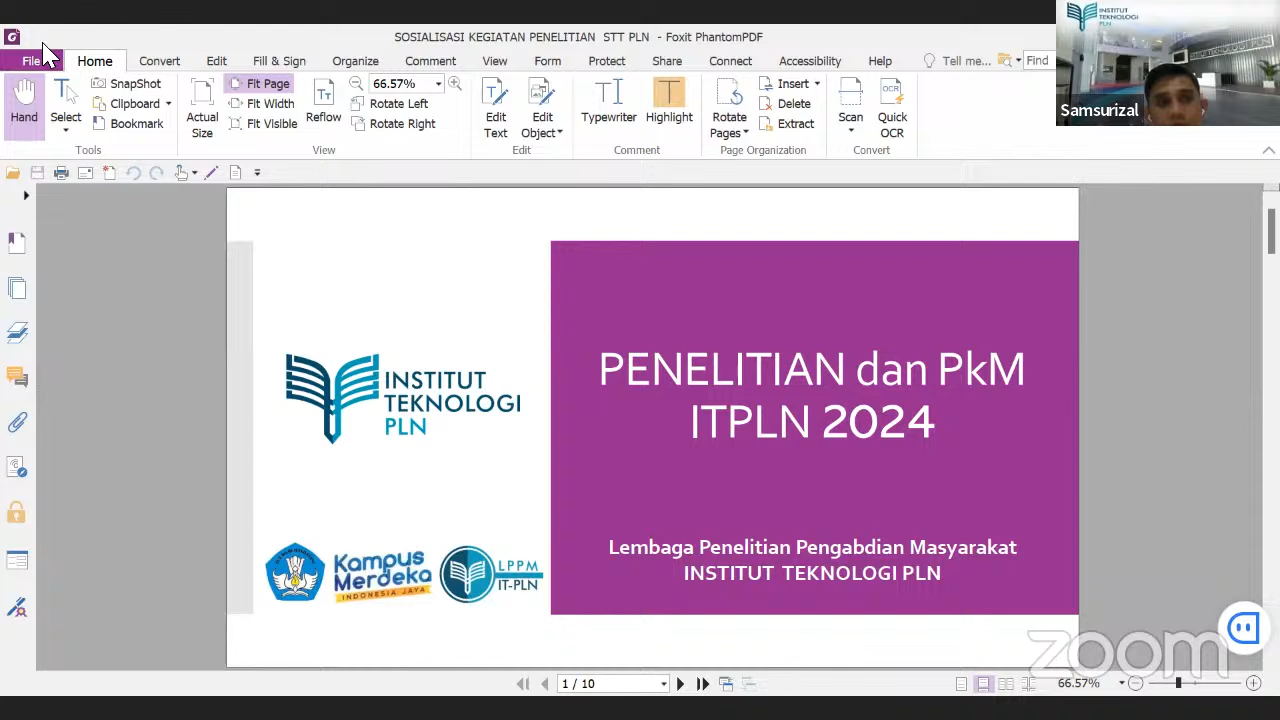 SOSIALISASI KEGIATAN PENELITIAN STT PLN - Foxit PhantomPDF
INSTITUT
TEKNOLOGI
PLN
Samsurizal
File Home Convert Edit Fill & Sign Organize Comment View Form Protect Share Connect Accessibility Help Tell me... Find
Hand
Select
SnapShot
Clipboard
Bookmark
Tools
Actual
Size
Fit Page
Fit Width
Fit Visible
Reflow
66.57%
Rotate Left
Rotate Right
View
Edit
Text
Edit
Object
Edit
Typewriter
Highlight
Comment
Rotate
Pages
Insert
Delete
Extract
Page Organization
Scan
OCR
Quick
OCR
Convert
INSTITUT
TEKNOLOGI
PLN
PENELITIAN dan PkM
ITPLN 2024
Kampus
Merdeka
INDONESIA JAYA
LPPM
IT-PLN
Lembaga Penelitian Pengabdian Masyarakat
INSTITUT TEKNOLOGI PLN
zoom
1 / 10
66.57%